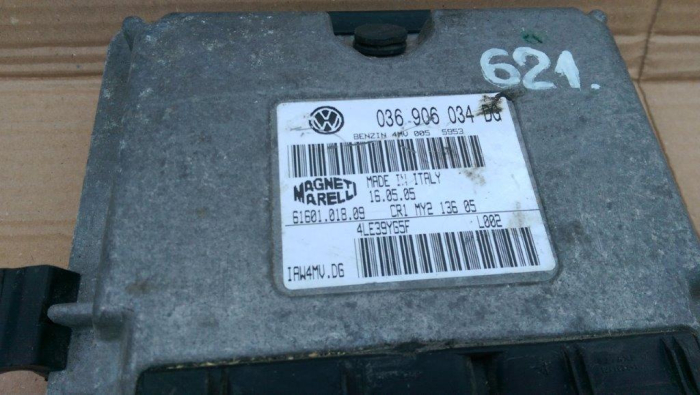 621.
036 906 034 DG
BENZIN 4MV 005 5953
MAGNETI MARELLI
MADE IN ITALY
16.05.05
61601.018.09 CR1 MY2 136 05
4LE39YG5F L002
IAW4MV.DG